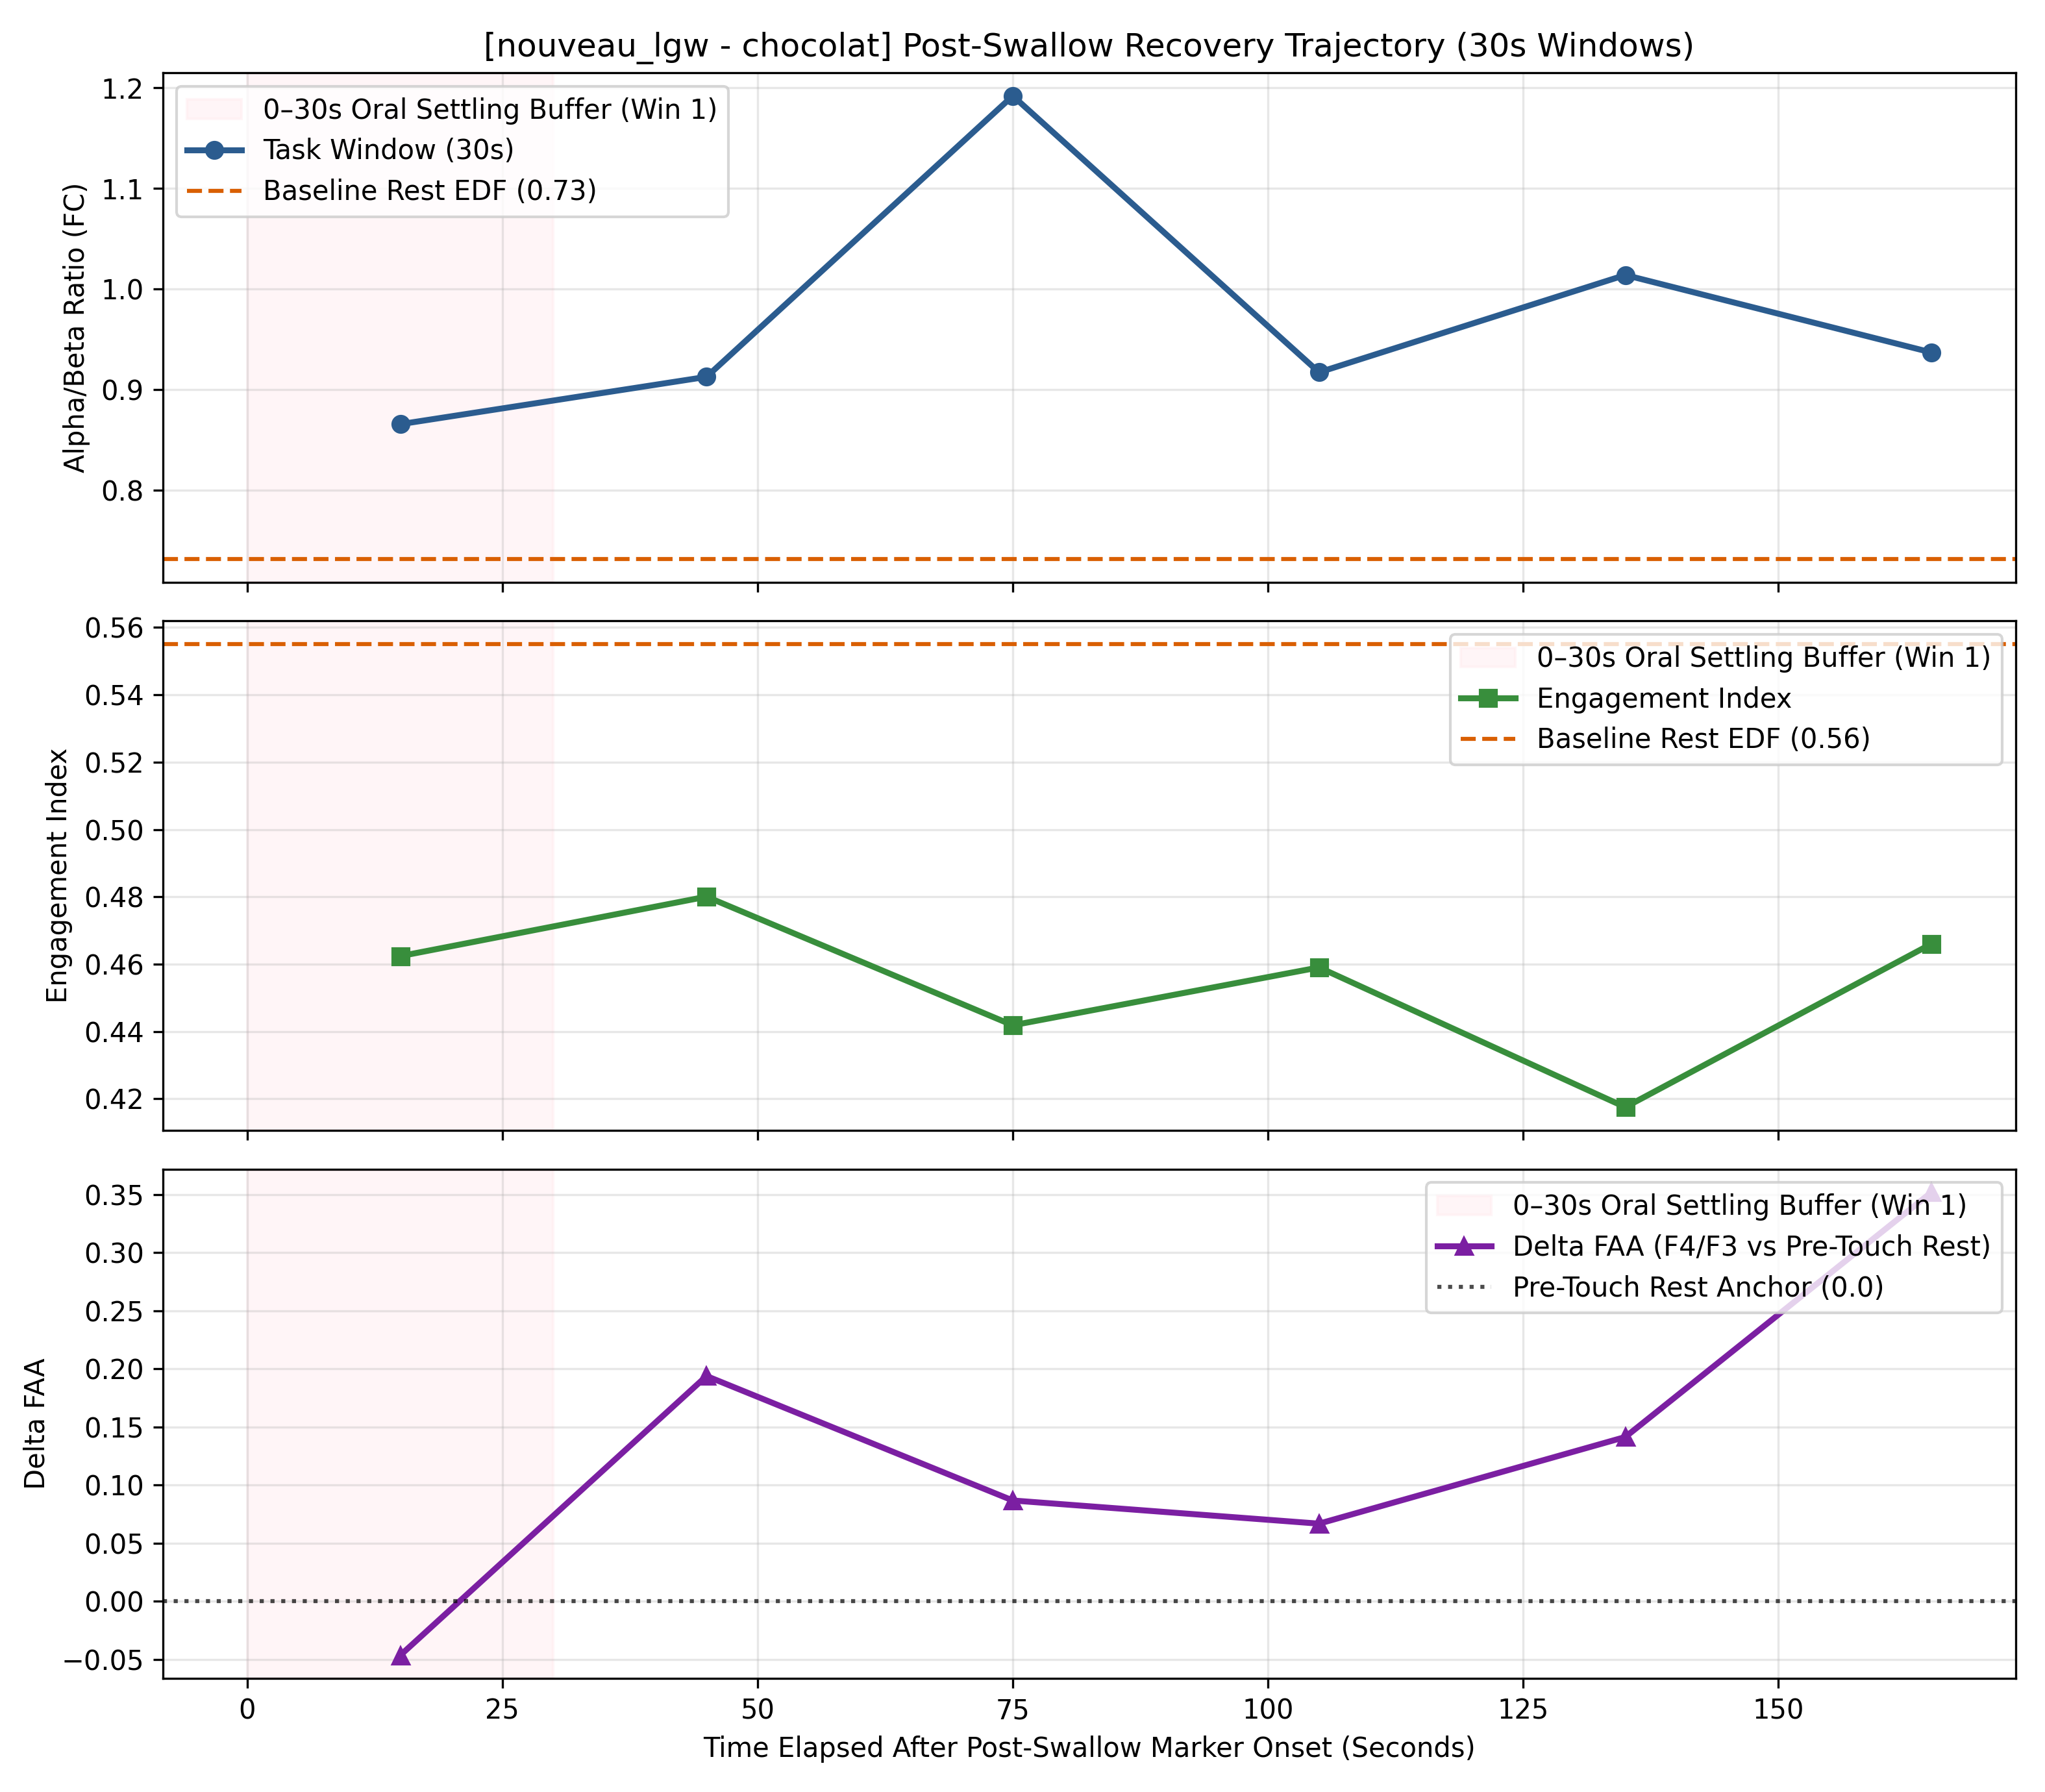 [nouveau_lgw - chocolat] Post-Swallow Recovery Trajectory (30s Windows)
Alpha/Beta Ratio (FC)
1.2
1.1
1.0
0.9
0.8
0–30s Oral Settling Buffer (Win 1)
Task Window (30s)
Baseline Rest EDF (0.73)
Engagement Index
0.56
0.54
0.52
0.50
0.48
0.46
0.44
0.42
0–30s Oral Settling Buffer (Win 1)
Engagement Index
Baseline Rest EDF (0.56)
Delta FAA
0.35
0.30
0.25
0.20
0.15
0.10
0.05
0.00
−0.05
0–30s Oral Settling Buffer (Win 1)
Delta FAA (F4/F3 vs Pre-Touch Rest)
Pre-Touch Rest Anchor (0.0)
0 25 50 75 100 125 150
Time Elapsed After Post-Swallow Marker Onset (Seconds)